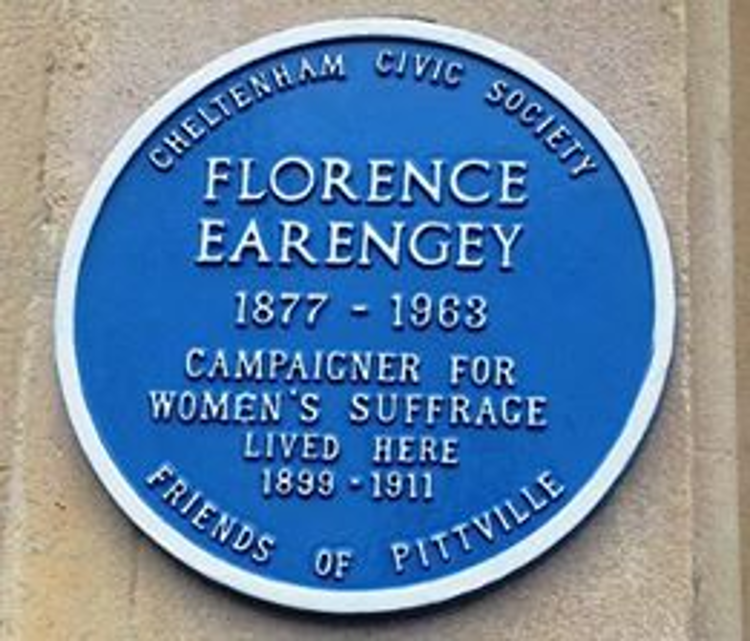 CHELTENHAM CIVIC SOCIETY
FLORENCE
EARENGEY
1877 - 1963
CAMPAIGNER FOR
WOMEN'S SUFFRAGE
LIVED HERE
1899 - 1911
FRIENDS OF PITTVILLE